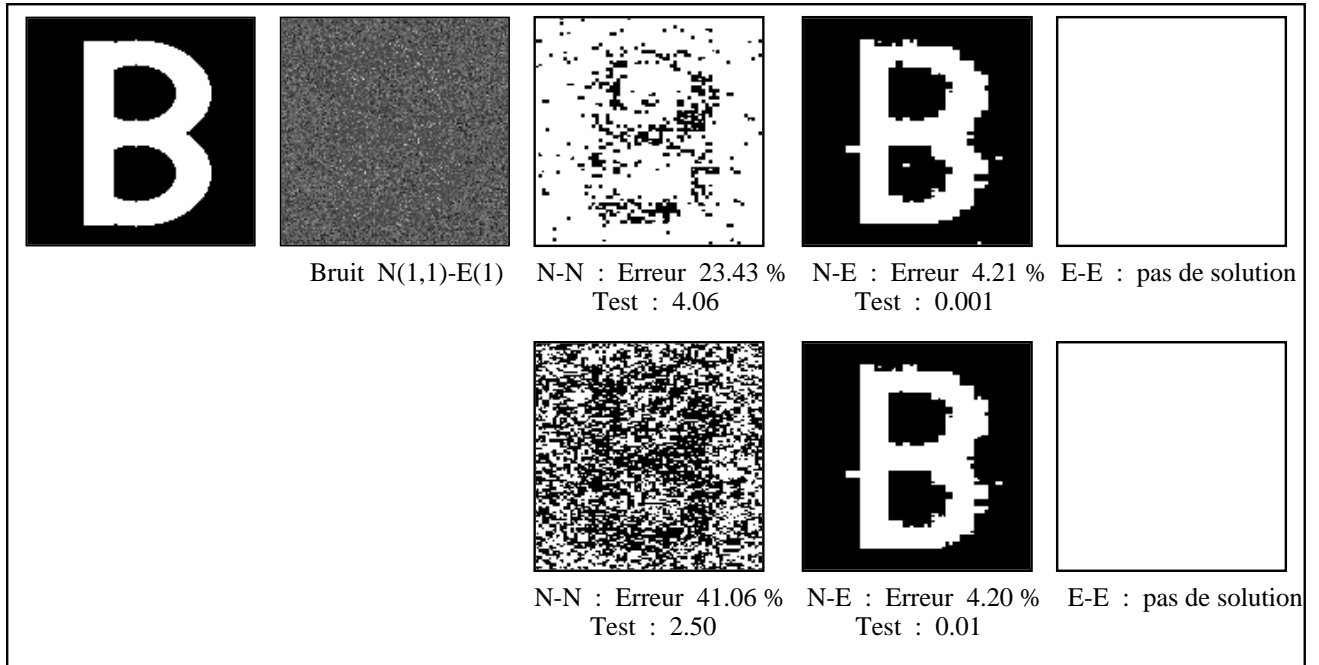 B
Bruit N(1,1)-E(1)
N-N : Erreur 23.43 %
Test : 4.06
N-E : Erreur 4.21 %
Test : 0.001
E-E : pas de solution
B
B
N-N : Erreur 41.06 %
Test : 2.50
N-E : Erreur 4.20 %
Test : 0.01
E-E : pas de solution